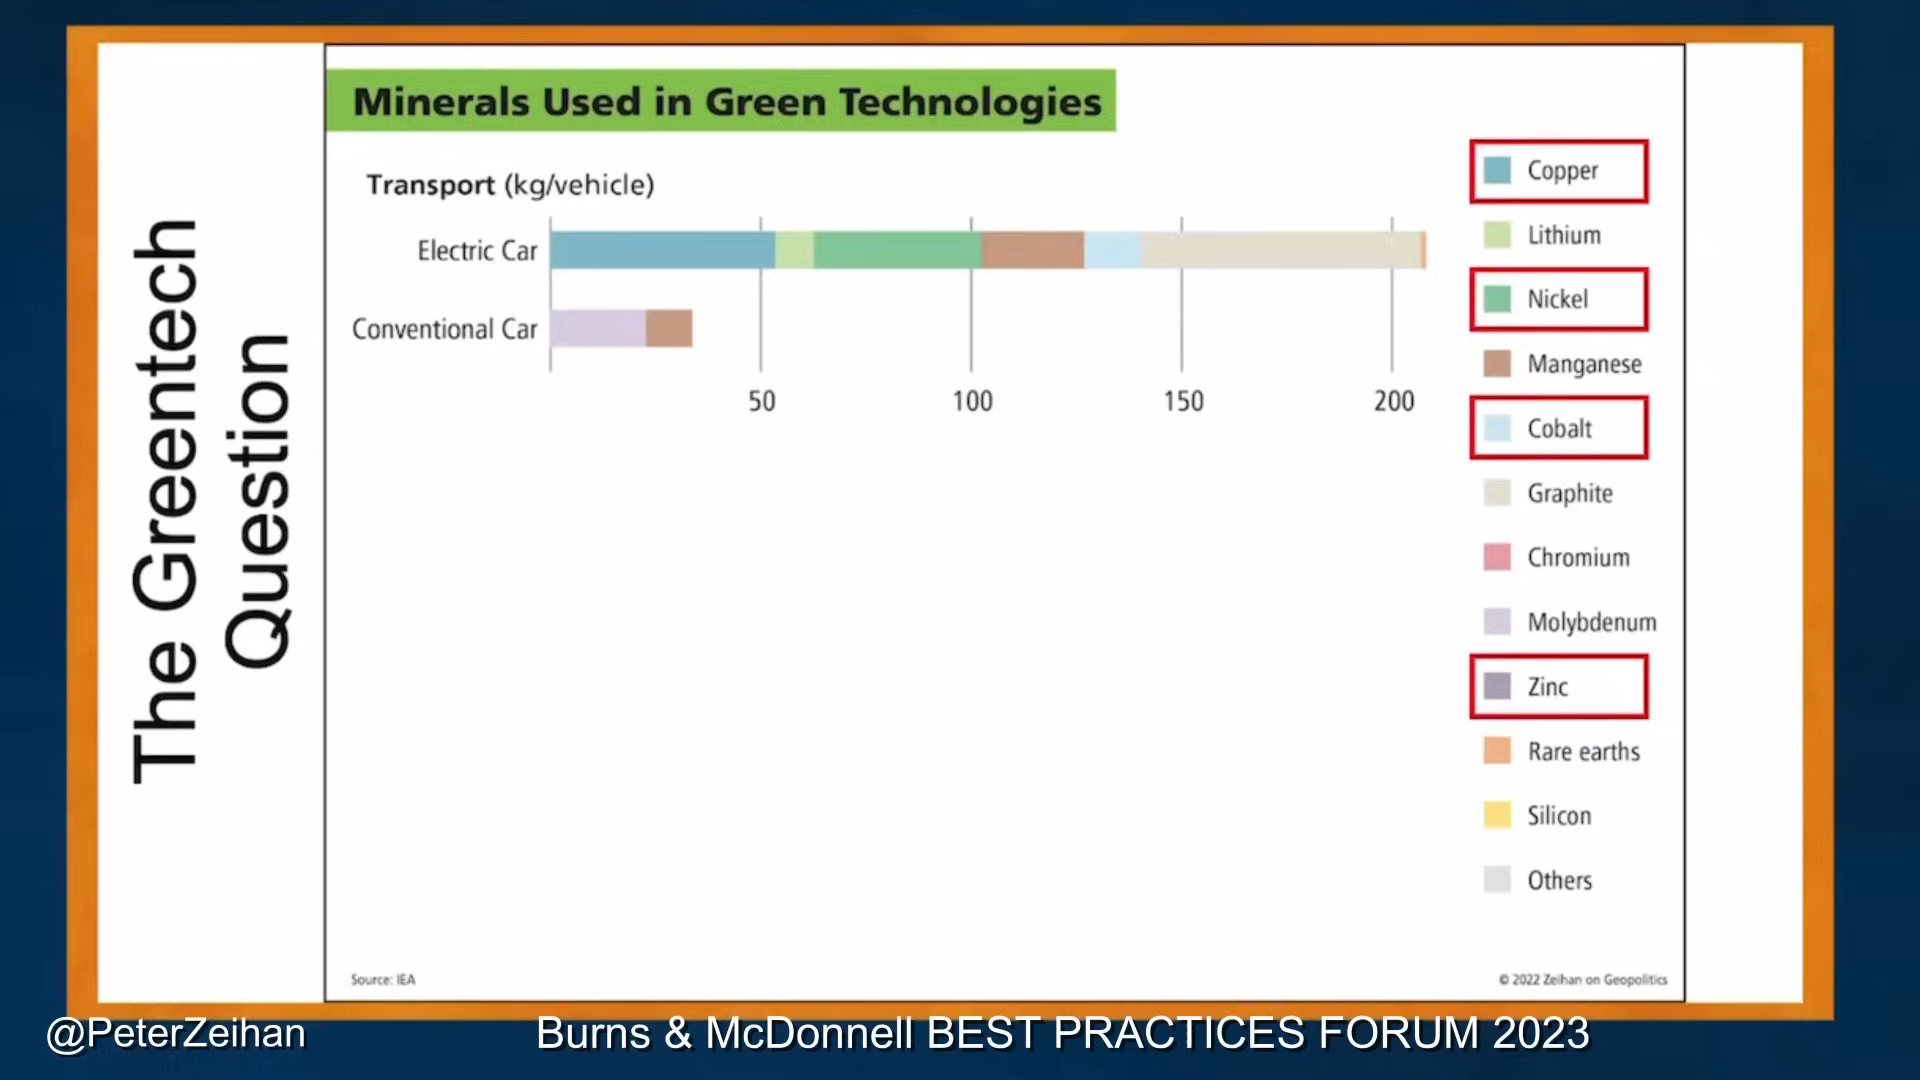 The Greentech
Question
Minerals Used in Green Technologies
Transport (kg/vehicle)
Electric Car
Conventional Car
50 100 150 200
Copper
Lithium
Nickel
Manganese
Cobalt
Graphite
Chromium
Molybdenum
Zinc
Rare earths
Silicon
Others
Source: IEA
© 2022 Zeihan on Geopolitics
@PeterZeihan
Burns & McDonnell BEST PRACTICES FORUM 2023